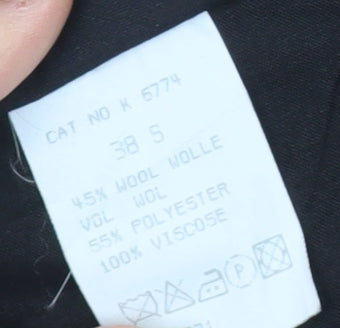 CAT NO K 6774
38 S
45% WOOL WOLLE
VOL WOL
55% POLYESTER
100% VISCOSE
P